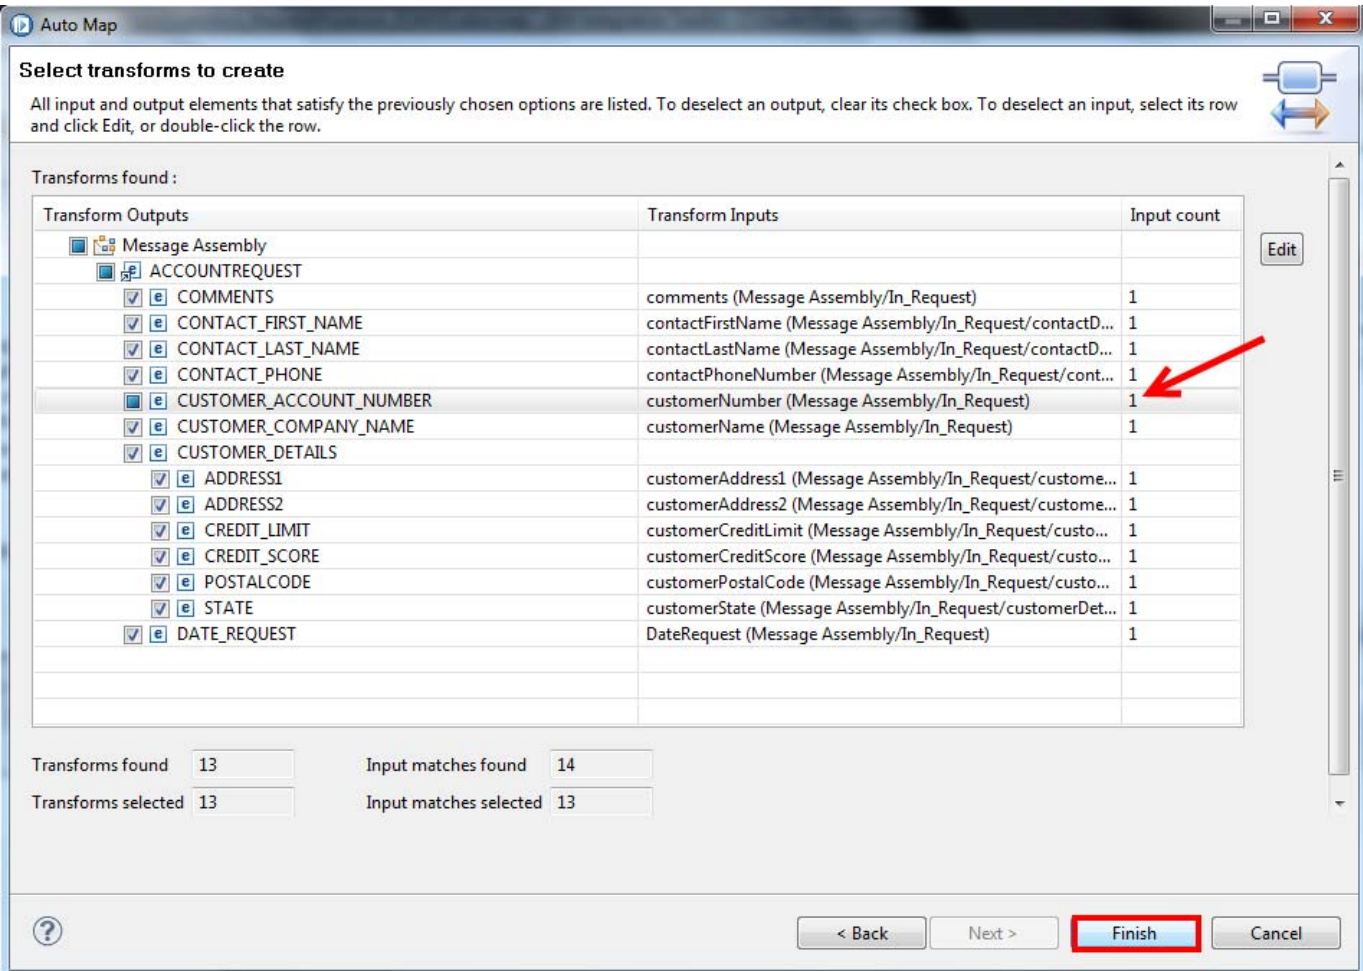 Auto Map
Select transforms to create
All input and output elements that satisfy the previously chosen options are listed. To deselect an output, clear its check box. To deselect an input, select its row
and click Edit, or double-click the row.
Transforms found :
Transform Outputs Transform Inputs Input count
Message Assembly
Edit
ACCOUNTREQUEST
COMMENTS comments (Message Assembly/In_Request) 1
CONTACT_FIRST_NAME contactFirstName (Message Assembly/In_Request/contactD... 1
CONTACT_LAST_NAME contactLastName (Message Assembly/In_Request/contactD... 1
CONTACT_PHONE contactPhoneNumber (Message Assembly/In_Request/cont... 1
CUSTOMER_ACCOUNT_NUMBER customerNumber (Message Assembly/In_Request) 1
CUSTOMER_COMPANY_NAME customerName (Message Assembly/In_Request) 1
CUSTOMER_DETAILS
ADDRESS1 customerAddress1 (Message Assembly/In_Request/custome... 1
ADDRESS2 customerAddress2 (Message Assembly/In_Request/custome... 1
CREDIT_LIMIT customerCreditLimit (Message Assembly/In_Request/custo... 1
CREDIT_SCORE customerCreditScore (Message Assembly/In_Request/custo... 1
POSTALCODE customerPostalCode (Message Assembly/In_Request/custo... 1
STATE customerState (Message Assembly/In_Request/customerDet... 1
DATE_REQUEST DateRequest (Message Assembly/In_Request) 1
Transforms found 13 Input matches found 14
Transforms selected 13 Input matches selected 13
< Back Next > Finish Cancel